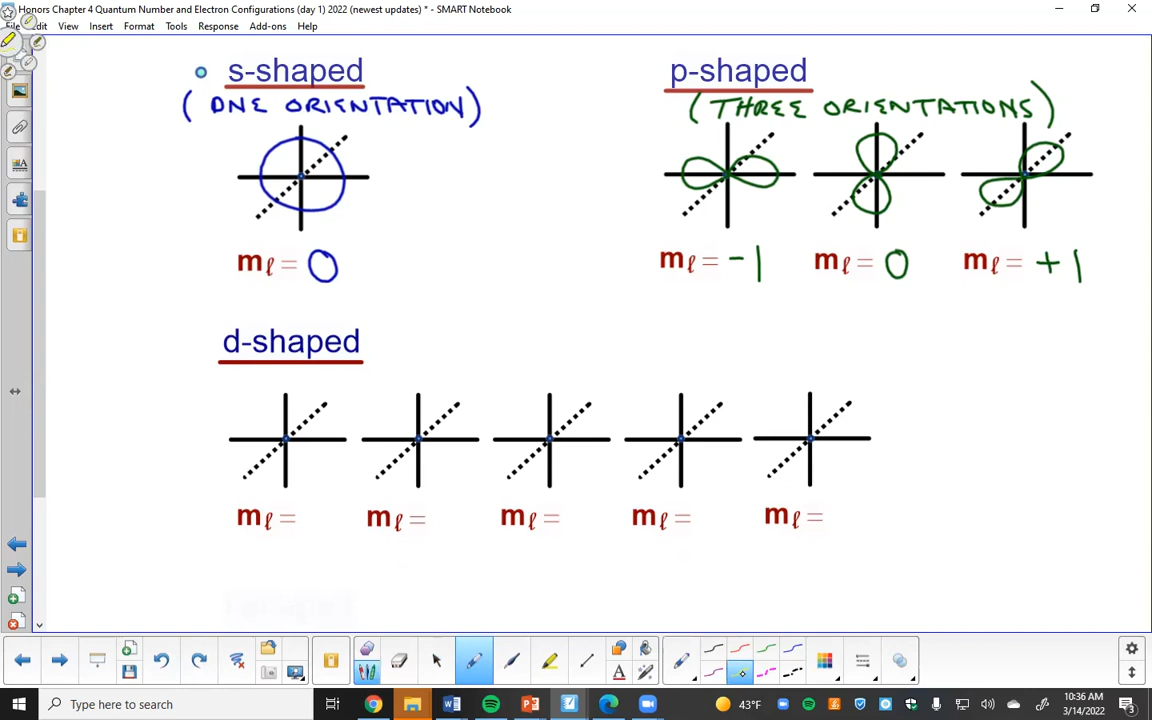 Honors Chapter 4 Quantum Number and Electron Configurations (day 1) 2022 (newest updates) * - SMART Notebook
File Edit View Insert Format Tools Response Add-ons Help
s-shaped
(ONE ORIENTATION)
mℓ = 0
p-shaped
(THREE ORIENTATIONS)
mℓ = -1 mℓ = 0 mℓ = +1
d-shaped
mℓ = mℓ = mℓ = mℓ = mℓ =
Type here to search
43°F
10:36 AM
3/14/2022
3